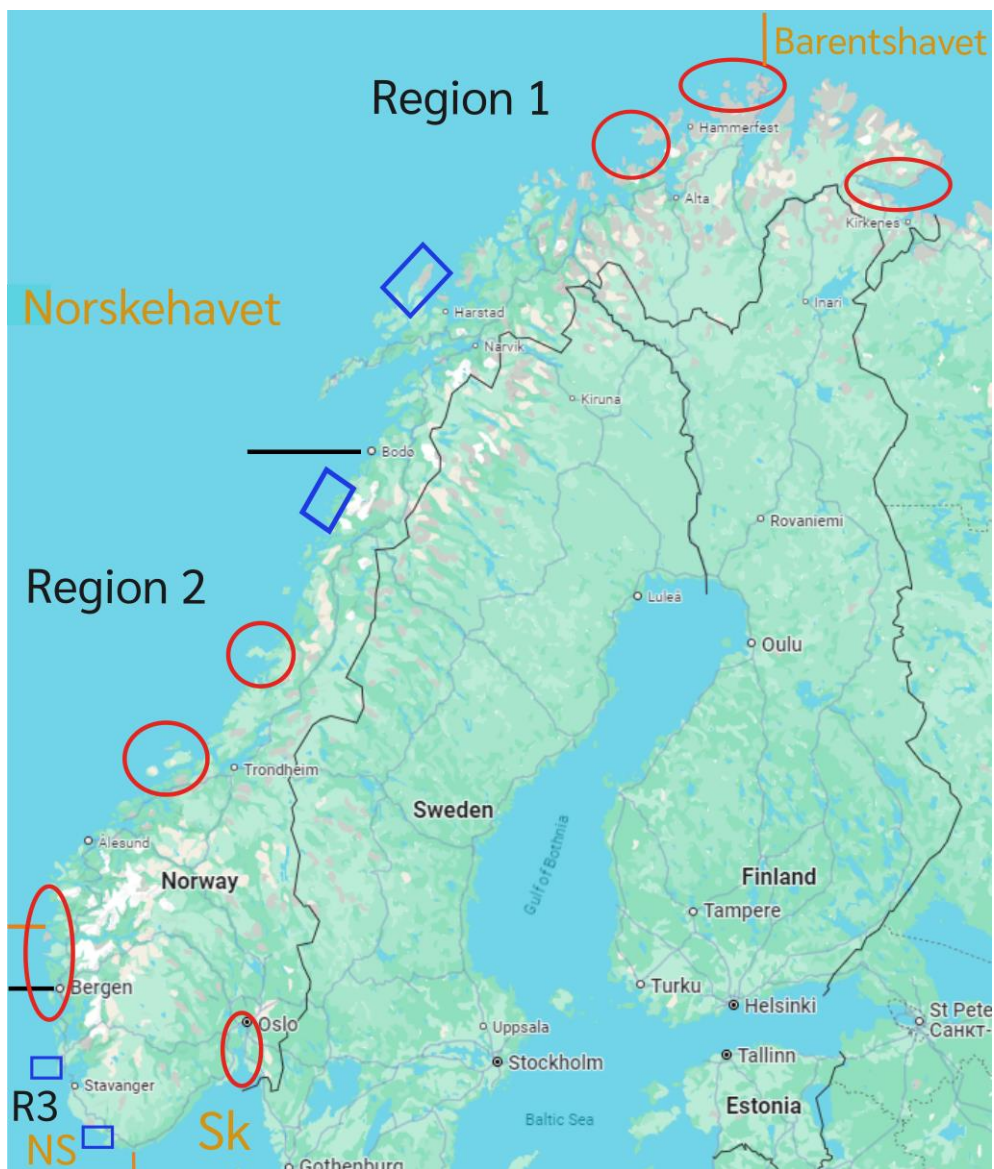 Barentshavet
Region 1
Hammerfest
Alta
Kirkenes
Norskehavet
Harstad
Inari
Narvik
Kiruna
Bodø
Rovaniemi
Region 2
Luleå
Oulu
Trondheim
Ålesund
Sweden
Norway
Gulf of Bothnia
Finland
Tampere
Bergen
Turku
Helsinki
Oslo
Uppsala
St Pete
Санкт-
Stockholm
Tallinn
Stavanger
R3
Estonia
NS
Sk
Baltic Sea
Gothenburg